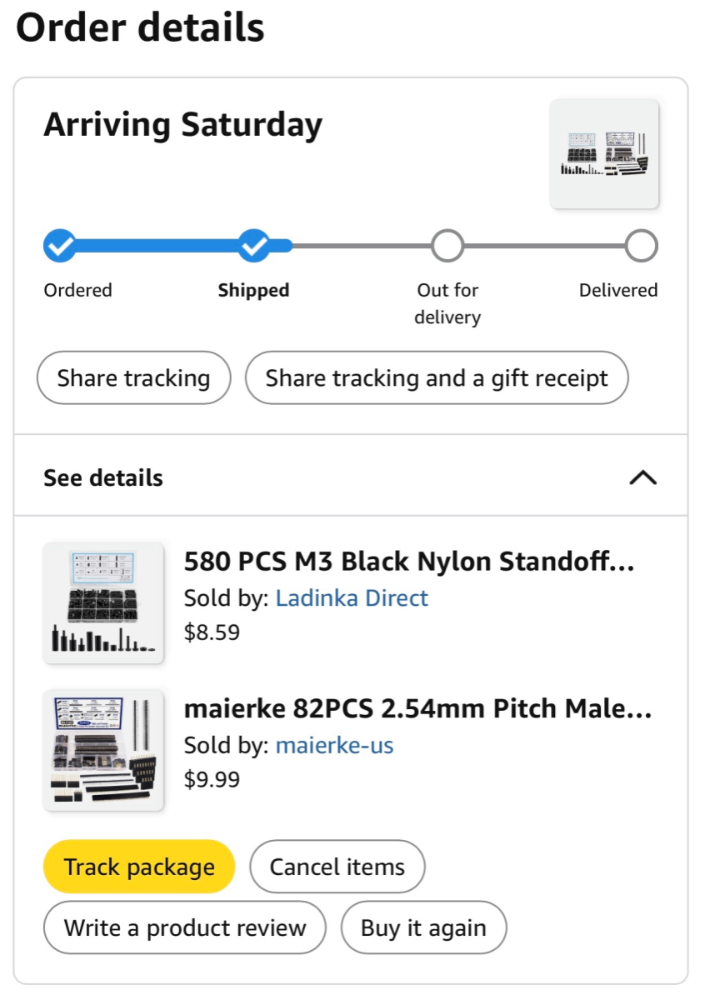 Order details
Arriving Saturday
Ordered
Shipped
Out for
delivery
Delivered
Share tracking
Share tracking and a gift receipt
See details
580 PCS M3 Black Nylon Standoff...
Sold by: Ladinka Direct
$8.59
maierke 82PCS 2.54mm Pitch Male...
Sold by: maierke-us
$9.99
Track package
Cancel items
Write a product review
Buy it again